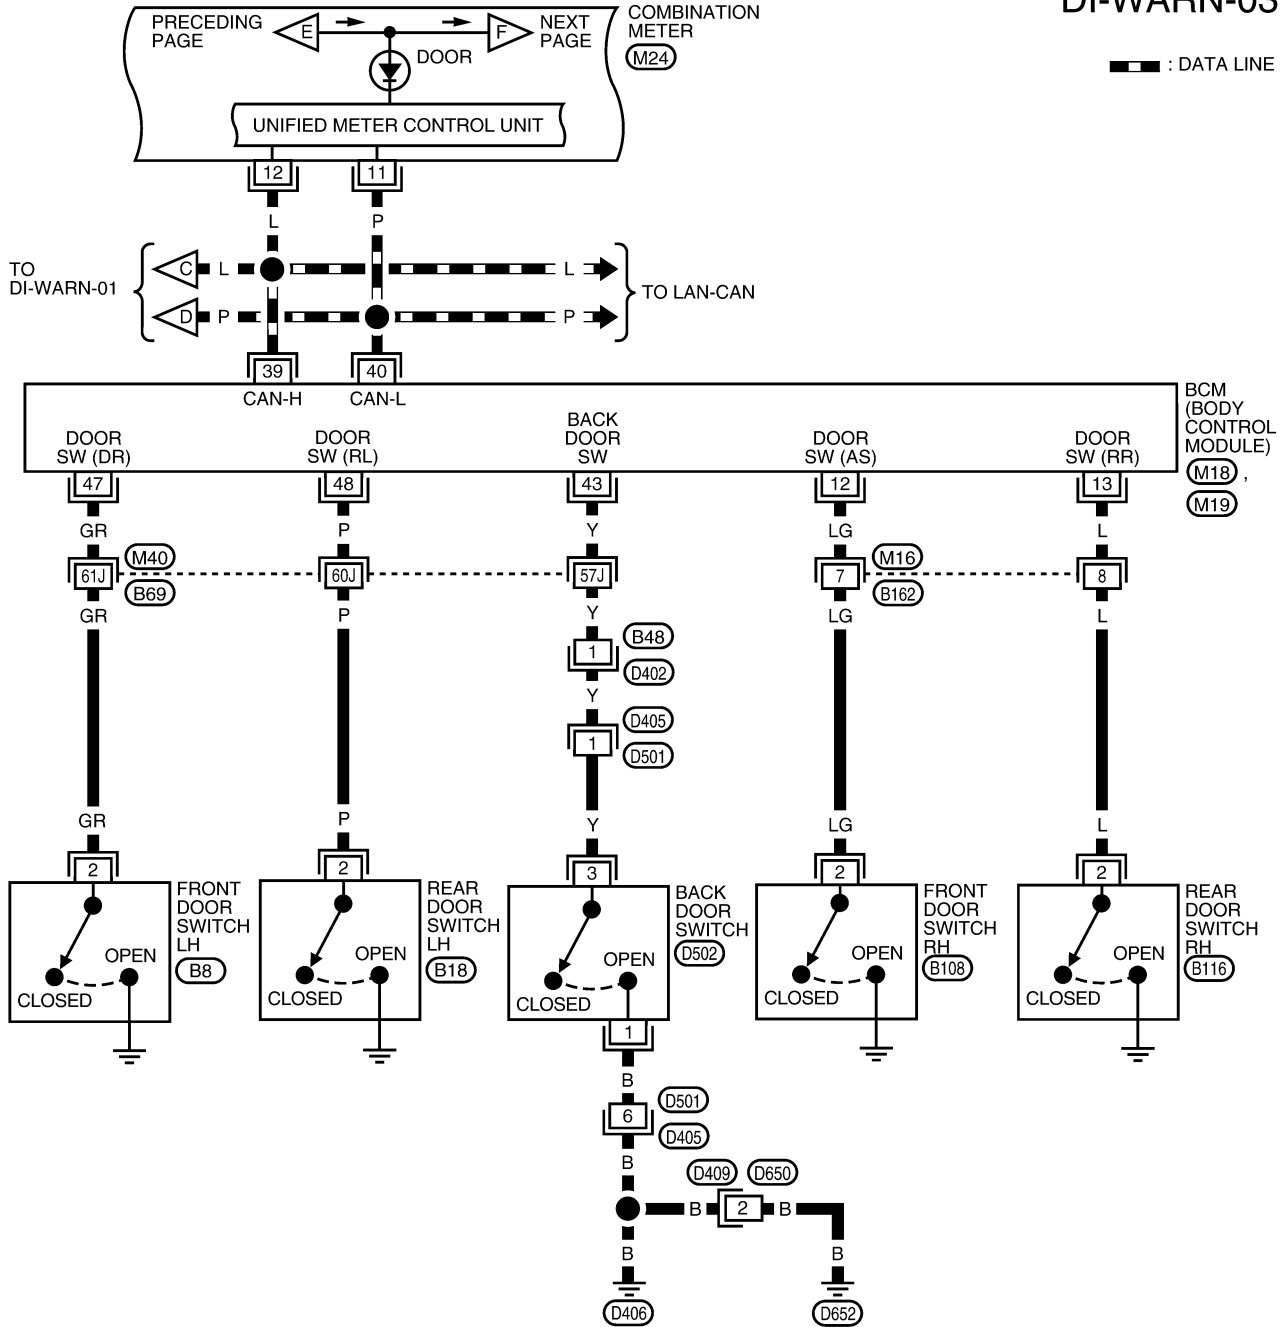 DI-WARN-03
PRECEDING
PAGE
E
F
NEXT
PAGE
COMBINATION
METER
M24
DOOR
: DATA LINE
UNIFIED METER CONTROL UNIT
12
11
L
P
TO
DI-WARN-01
C
L
L
D
P
P
TO LAN-CAN
39
40
CAN-H
CAN-L
BCM
(BODY
CONTROL
MODULE)
M18 ,
M19
DOOR
SW (DR)
DOOR
SW (RL)
BACK
DOOR
SW
DOOR
SW (AS)
DOOR
SW (RR)
47
48
43
12
13
GR
P
Y
LG
L
61J
M40
B69
60J
57J
7
M16
B162
8
GR
P
Y
LG
L
1
B48
D402
Y
1
D405
D501
GR
P
Y
LG
L
2
2
3
2
2
FRONT
DOOR
SWITCH
LH
B8
OPEN
CLOSED
REAR
DOOR
SWITCH
LH
B18
OPEN
CLOSED
BACK
DOOR
SWITCH
D502
OPEN
CLOSED
FRONT
DOOR
SWITCH
RH
B108
OPEN
CLOSED
REAR
DOOR
SWITCH
RH
B116
OPEN
CLOSED
1
B
6
D501
D405
B
D409
D650
B
2
B
B
B
D406
D652